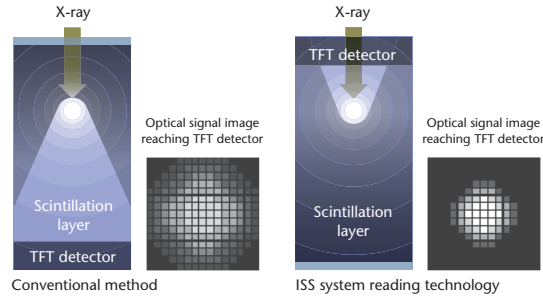 X-ray
Optical signal image
reaching TFT detector
Scintillation
layer
TFT detector
Conventional method
X-ray
TFT detector
Optical signal image
reaching TFT detector
Scintillation
layer
ISS system reading technology